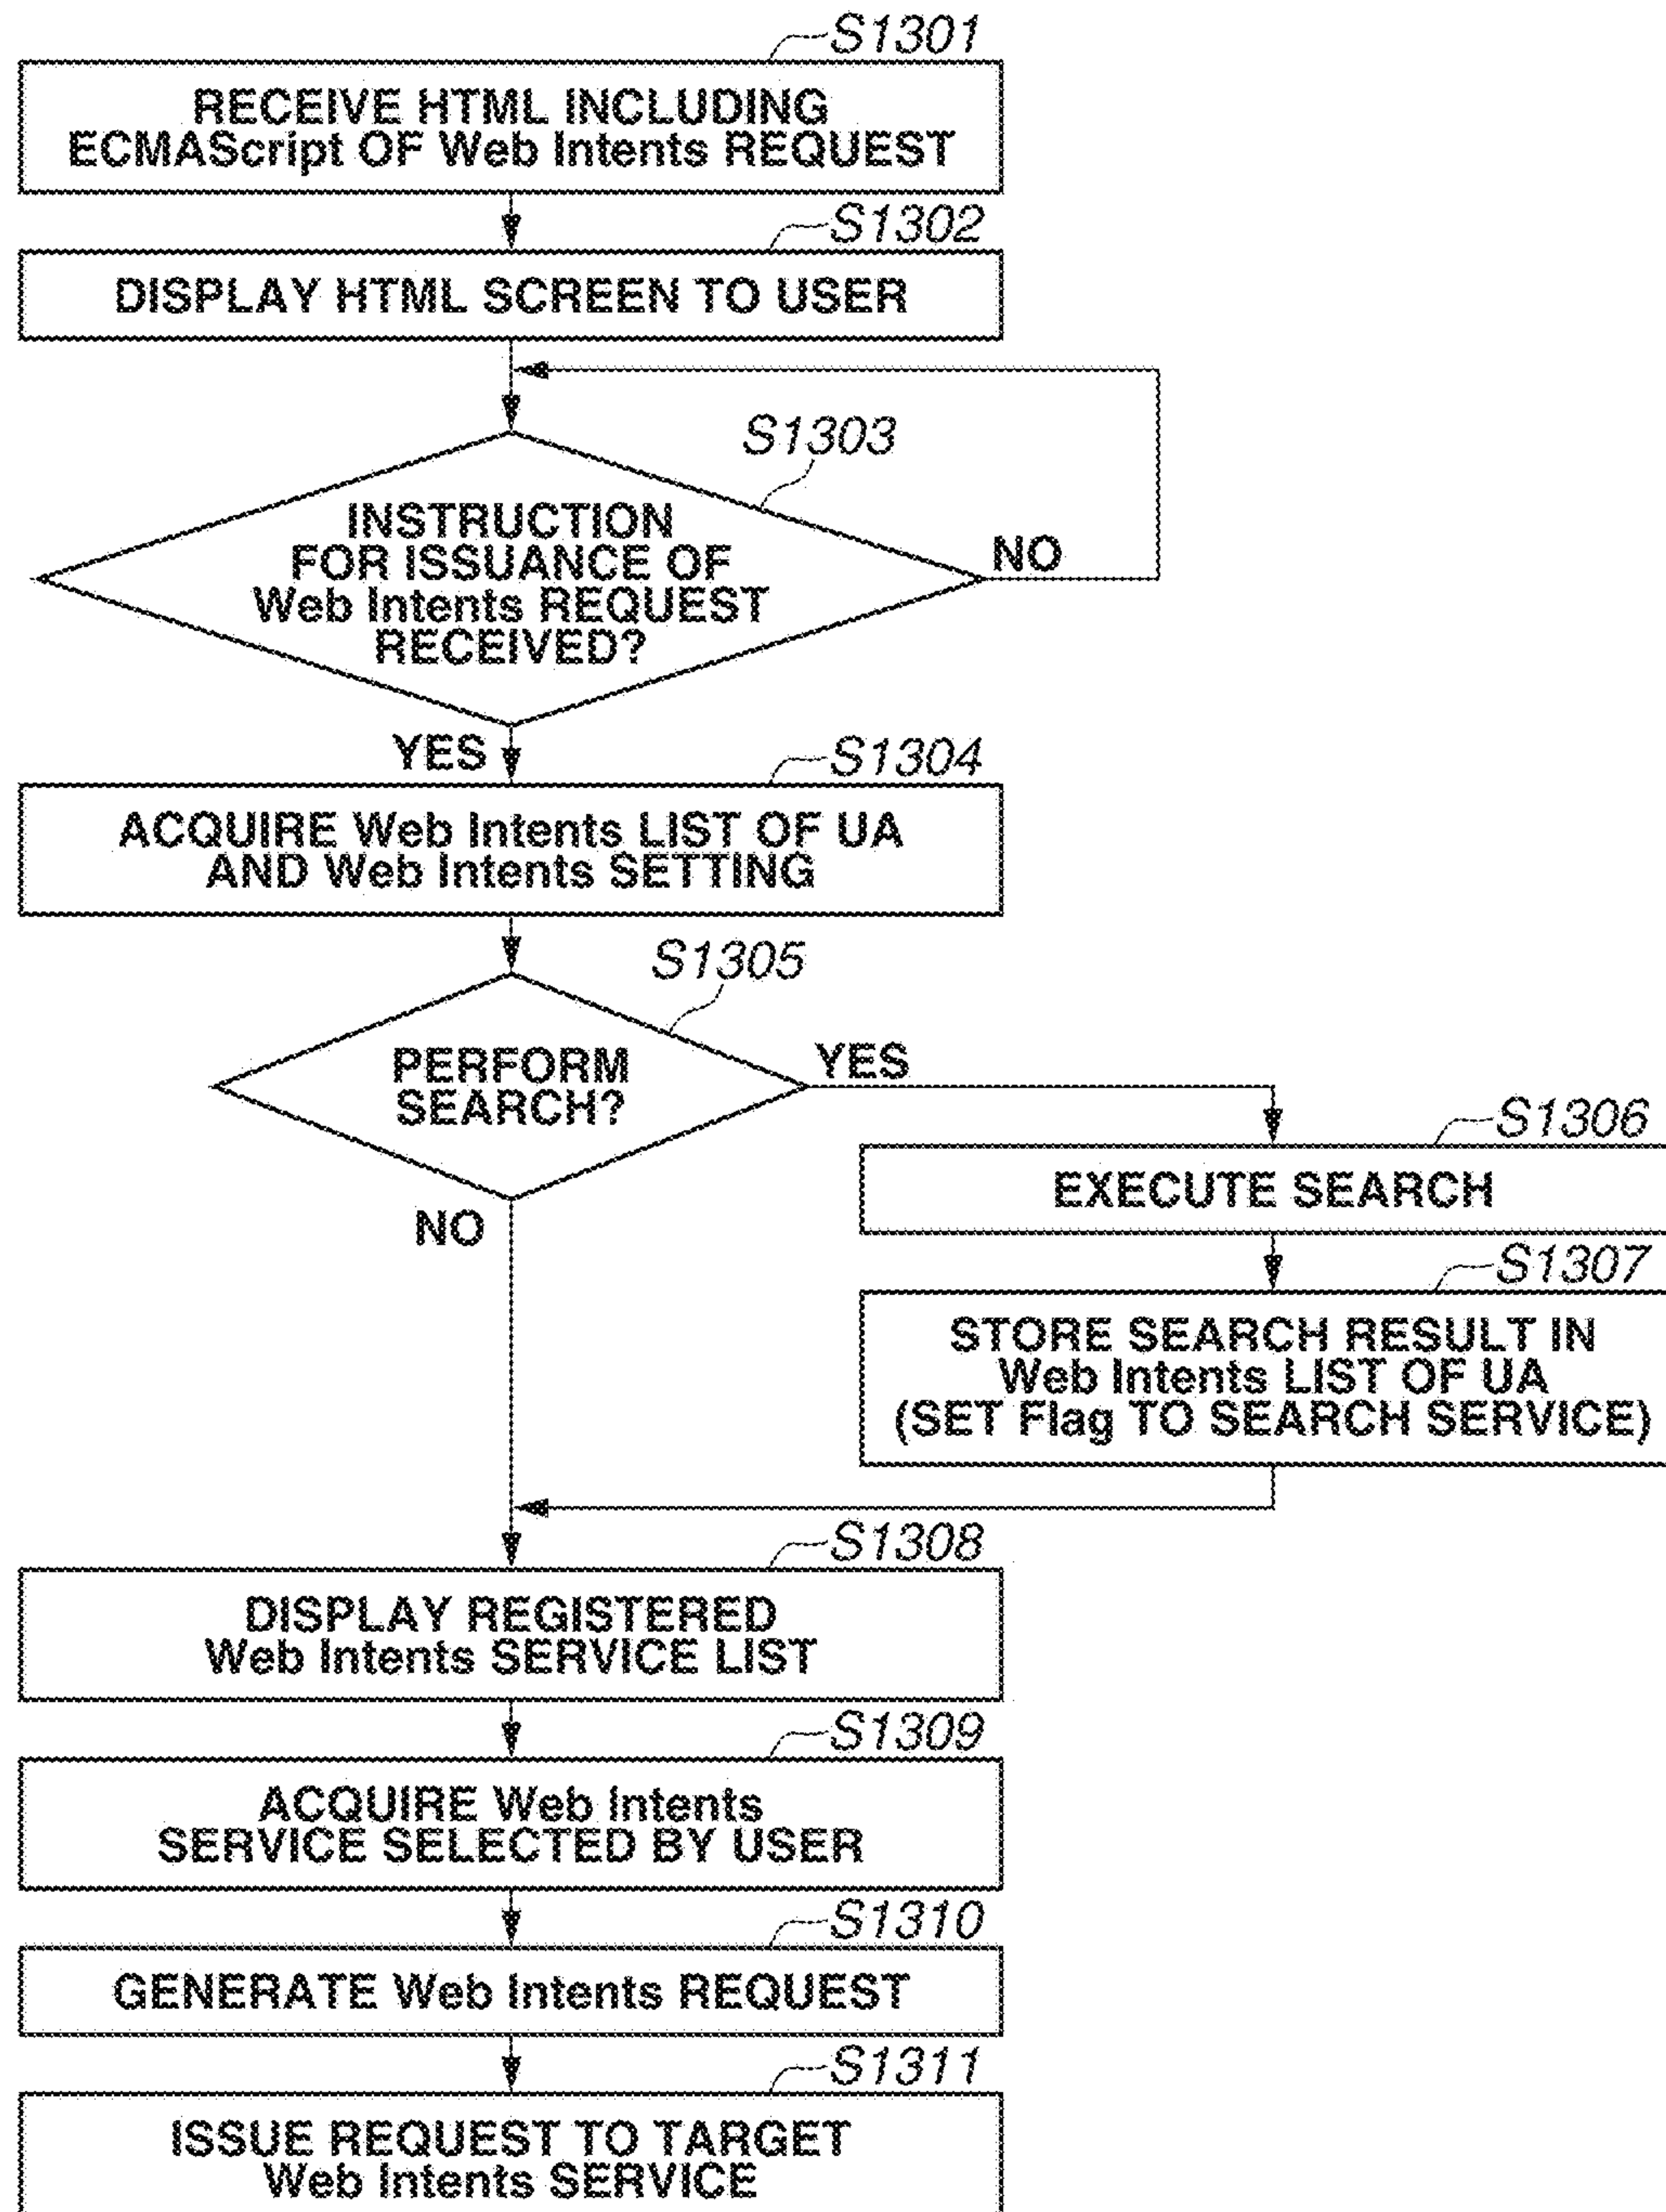 S1301
RECEIVE HTML INCLUDING
ECMAScript OF Web Intents REQUEST
S1302
DISPLAY HTML SCREEN TO USER
S1303
INSTRUCTION
FOR ISSUANCE OF
Web Intents REQUEST
RECEIVED?
NO
YES
S1304
ACQUIRE Web Intents LIST OF UA
AND Web Intents SETTING
S1305
PERFORM
SEARCH?
YES
NO
S1306
EXECUTE SEARCH
S1307
STORE SEARCH RESULT IN
Web Intents LIST OF UA
(SET Flag TO SEARCH SERVICE)
S1308
DISPLAY REGISTERED
Web Intents SERVICE LIST
S1309
ACQUIRE Web Intents
SERVICE SELECTED BY USER
S1310
GENERATE Web Intents REQUEST
S1311
ISSUE REQUEST TO TARGET
Web Intents SERVICE